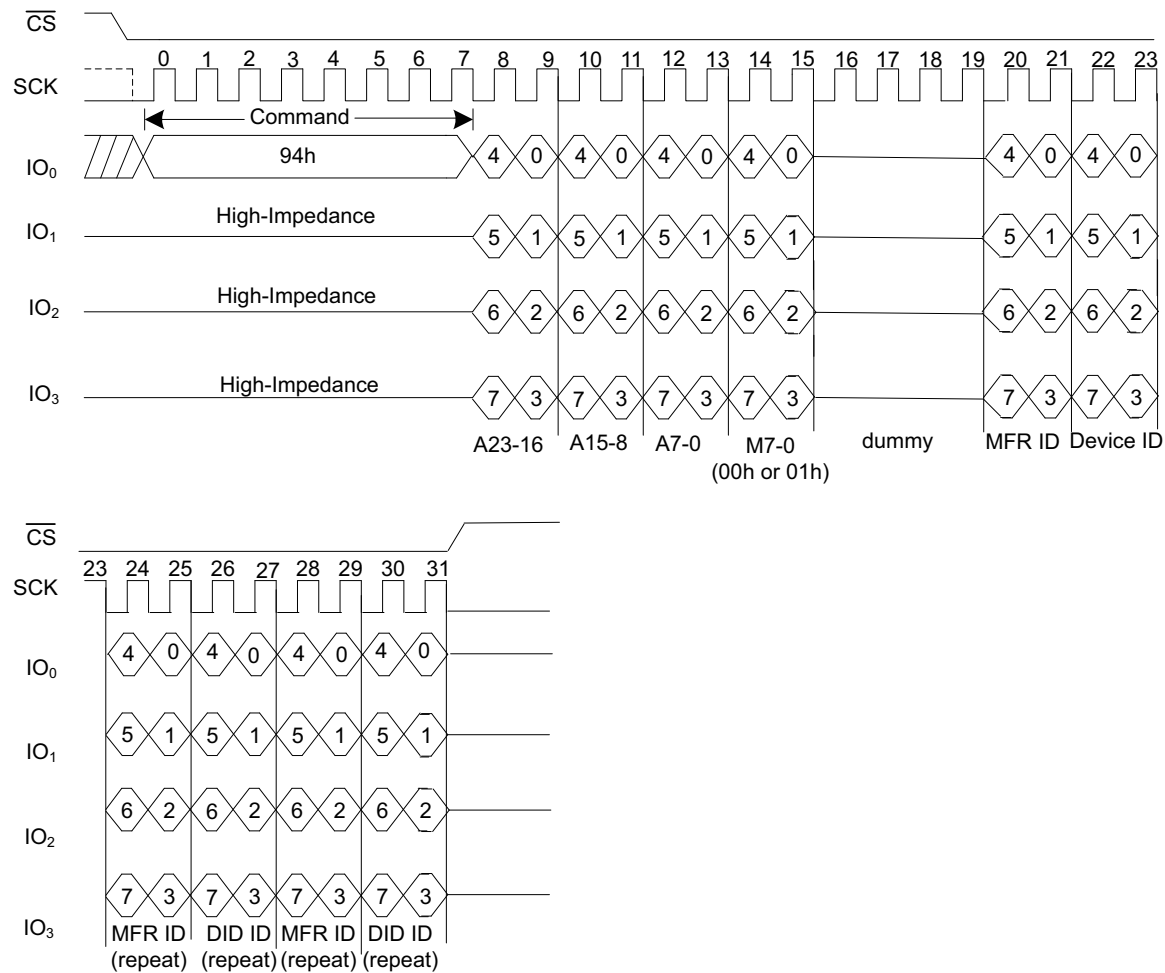 CS
0 1 2 3 4 5 6 7 8 9 10 11 12 13 14 15 16 17 18 19 20 21 22 23
SCK
Command
IO0 94h 4 0 4 0 4 0 4 0 4 0 4 0
IO1 High-Impedance 5 1 5 1 5 1 5 1 5 1 5 1
IO2 High-Impedance 6 2 6 2 6 2 6 2 6 2 6 2
IO3 High-Impedance 7 3 7 3 7 3 7 3 7 3 7 3
A23-16 A15-8 A7-0 M7-0 dummy MFR ID Device ID
(00h or 01h)
CS
23 24 25 26 27 28 29 30 31
SCK
IO0 4 0 4 0 4 0 4 0
IO1 5 1 5 1 5 1 5 1
IO2 6 2 6 2 6 2 6 2
IO3 7 3 7 3 7 3 7 3
MFR ID DID ID MFR ID DID ID
(repeat) (repeat) (repeat) (repeat)